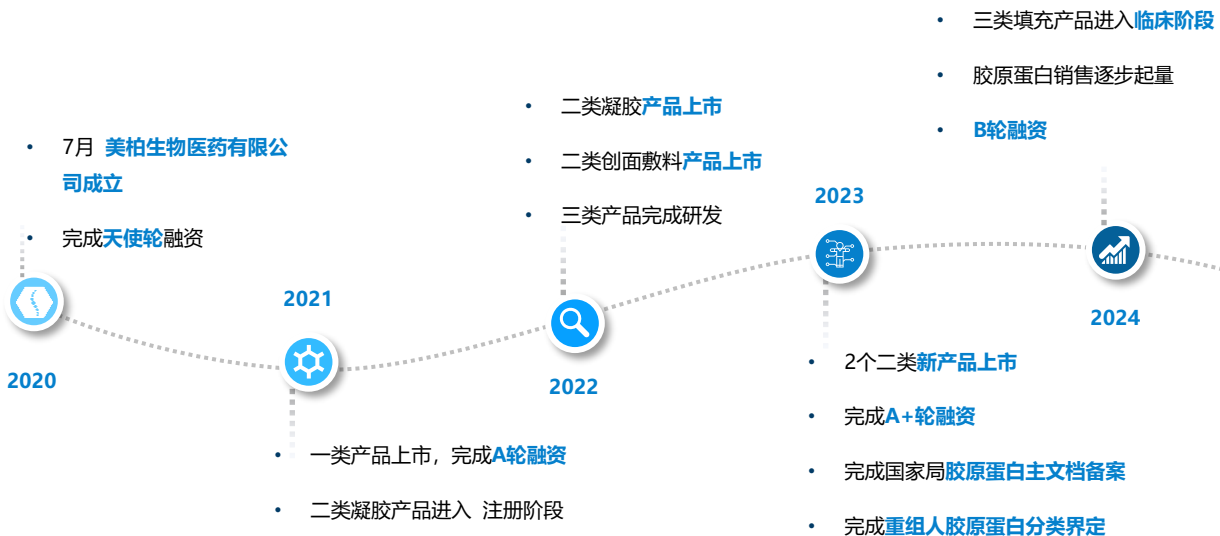 • 7月 美柏生物医药有限公
司成立
• 完成天使轮融资
2020
2021
• 一类产品上市，完成A轮融资
• 二类凝胶产品进入 注册阶段
• 二类凝胶产品上市
• 二类创面敷料产品上市
• 三类产品完成研发
2022
2023
• 2个二类新产品上市
• 完成A+轮融资
• 完成国家局胶原蛋白主文档备案
• 完成重组人胶原蛋白分类界定
• 三类填充产品进入临床阶段
• 胶原蛋白销售逐步起量
• B轮融资
2024